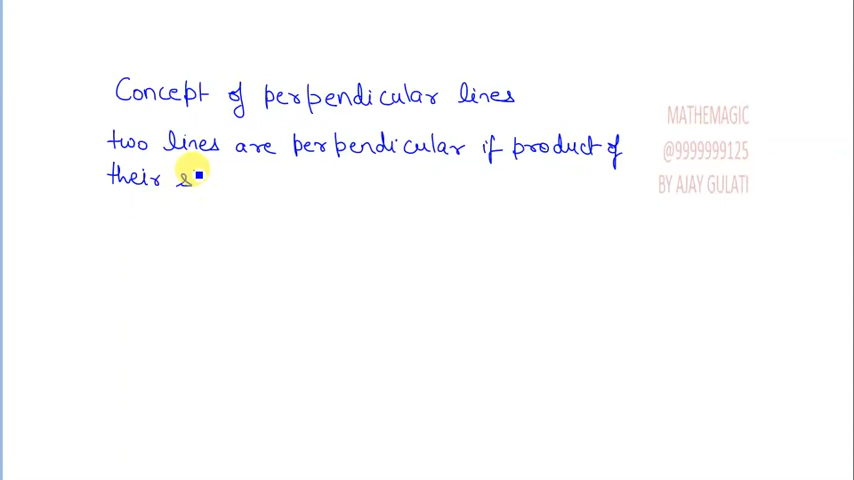 Concept of perpendicular lines
two lines are perpendicular if product of
their s
MATHEMAGIC
@9999999125
BY AJAY GULATI